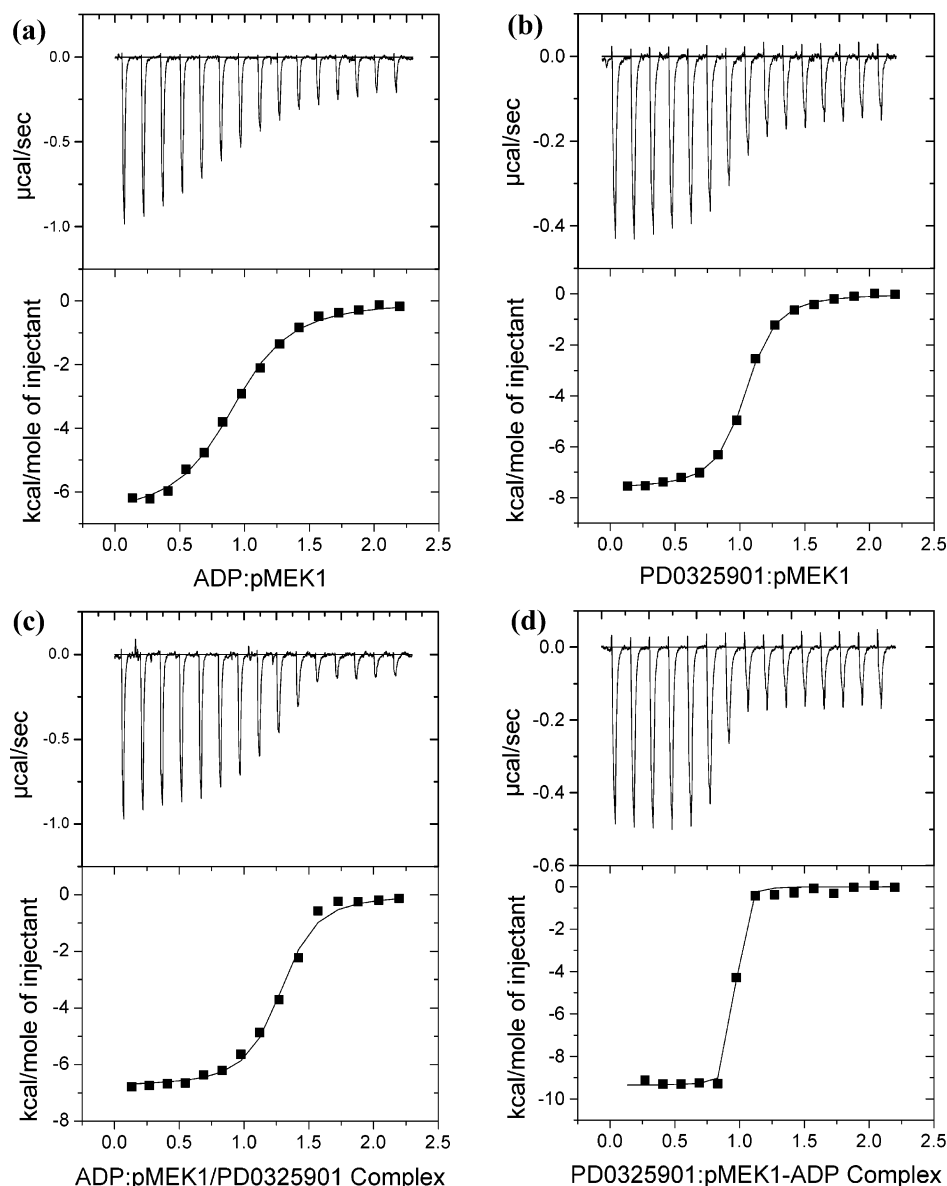 (a)
0.0
-0.5
-1.0
µcal/sec
0
-2
-4
-6
kcal/mole of injectant
0.0 0.5 1.0 1.5 2.0 2.5
ADP:pMEK1
(b)
0.0
-0.2
-0.4
µcal/sec
0
-2
-4
-6
-8
kcal/mole of injectant
0.0 0.5 1.0 1.5 2.0 2.5
PD0325901:pMEK1
(c)
0.0
-0.5
-1.0
µcal/sec
0
-2
-4
-6
-8
kcal/mole of injectant
0.0 0.5 1.0 1.5 2.0 2.5
ADP:pMEK1/PD0325901 Complex
(d)
0.0
-0.2
-0.4
-0.6
µcal/sec
0
-2
-4
-6
-8
-10
kcal/mole of injectant
0.0 0.5 1.0 1.5 2.0 2.5
PD0325901:pMEK1-ADP Complex